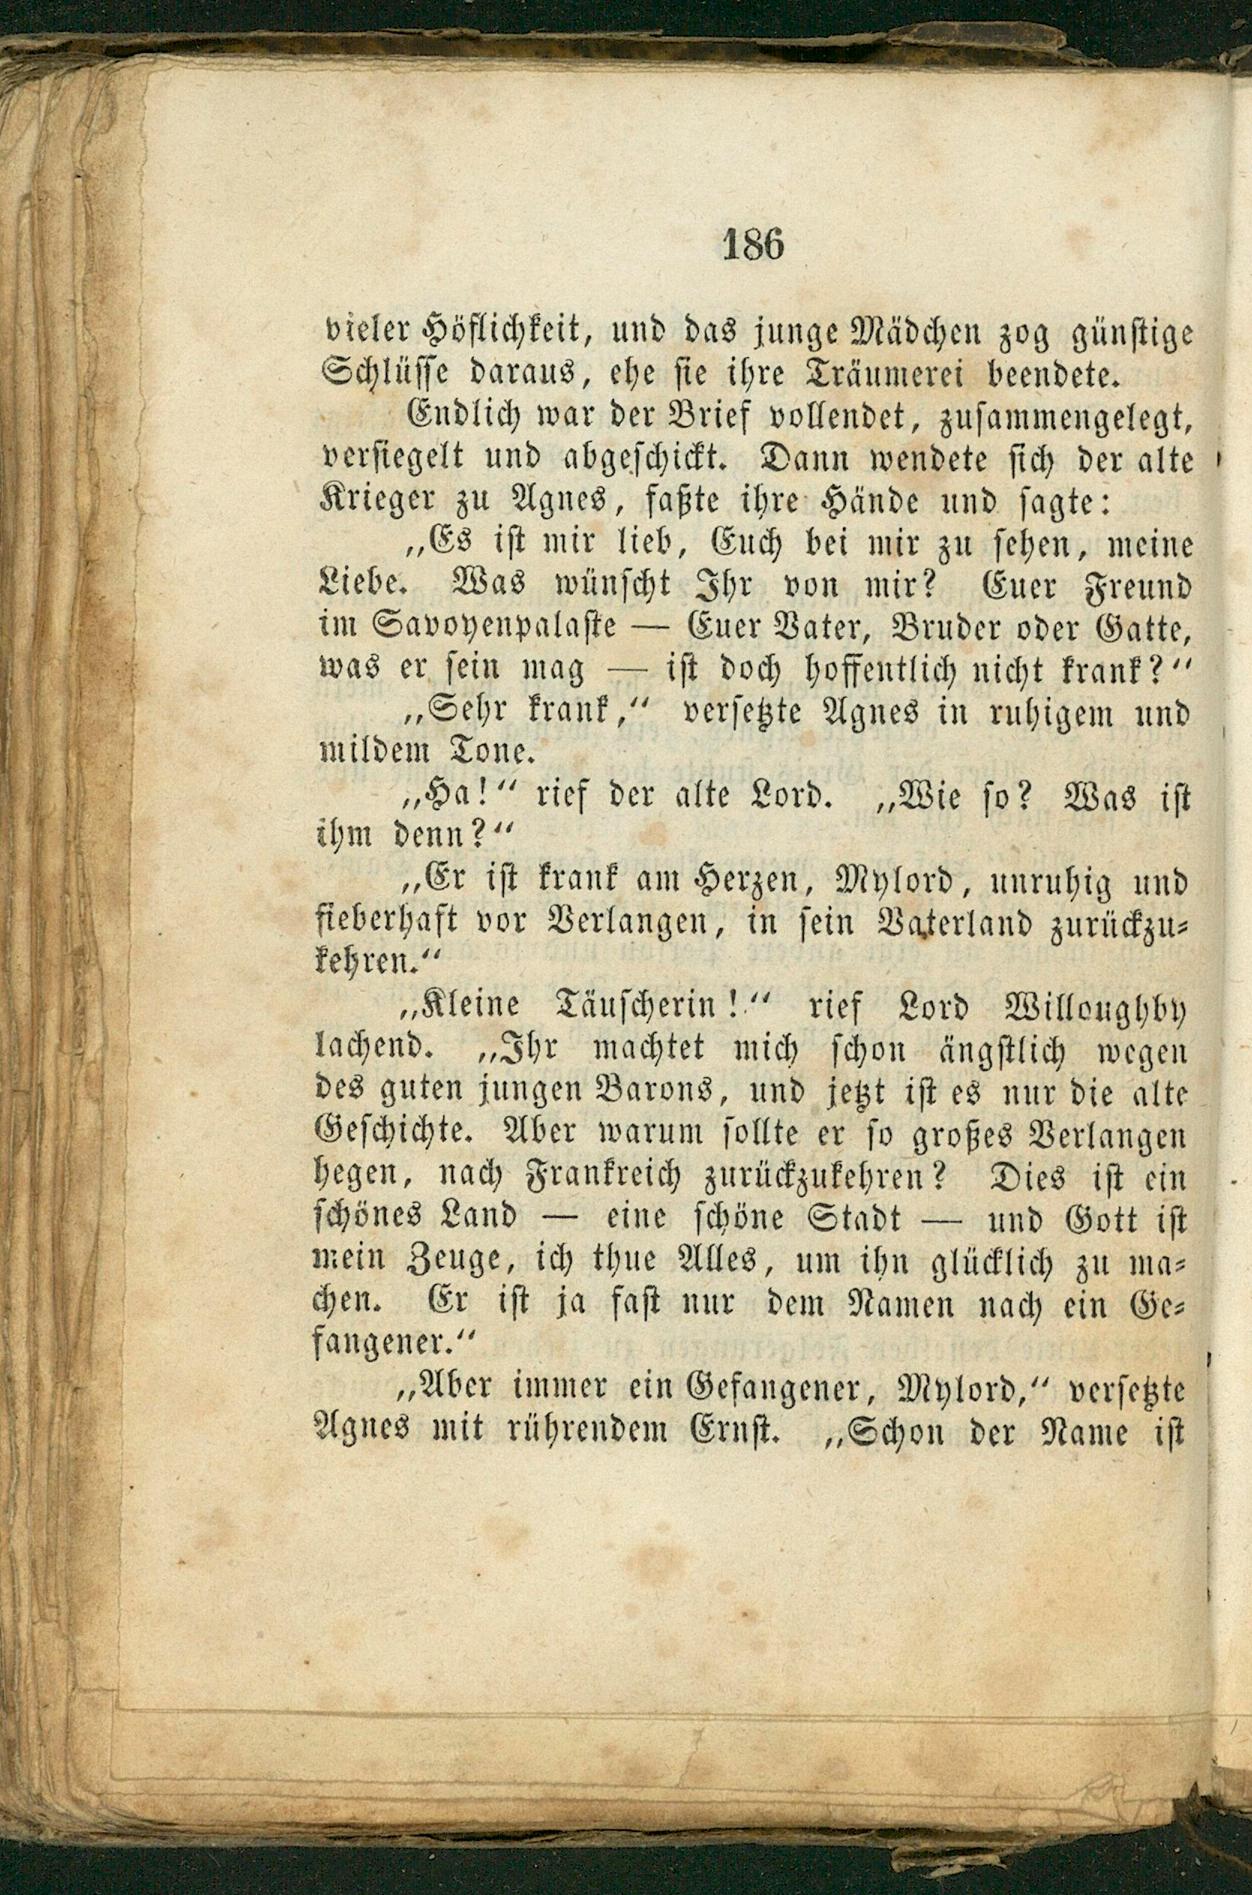 186
vieler Höflichkeit, und das junge Mädchen zog günstige
Schlüsse daraus, ehe sie ihre Träumerei beendete.
Endlich war der Brief vollendet, zusammengelegt,
versiegelt und abgeschickt. Dann wendete sich der alte
Krieger zu Agnes, faßte ihre Hände und sagte:
„Es ist mir lieb, Euch bei mir zu sehen, meine
Liebe. Was wünscht Ihr von mir? Euer Freund
im Savoyenpalaste — Euer Vater, Bruder oder Gatte,
was er sein mag — ist doch hoffentlich nicht krank?“
„Sehr krank,“ versetzte Agnes in ruhigem und
mildem Tone.
„Ha!“ rief der alte Lord. „Wie so? Was ist
ihm denn?“
„Er ist krank am Herzen, Mylord, unruhig und
fieberhaft vor Verlangen, in sein Vaterland zurückzu-
kehren.“
„Kleine Täuscherin!“ rief Lord Willoughby
lachend. „Ihr machtet mich schon ängstlich wegen
des guten jungen Barons, und jetzt ist es nur die alte
Geschichte. Aber warum sollte er so großes Verlangen
hegen, nach Frankreich zurückzukehren? Dies ist ein
schönes Land — eine schöne Stadt — und Gott ist
mein Zeuge, ich thue Alles, um ihn glücklich zu ma-
chen. Er ist ja fast nur dem Namen nach ein Ge-
fangener.“
„Aber immer ein Gefangener, Mylord,“ versetzte
Agnes mit rührendem Ernst. „Schon der Name ist